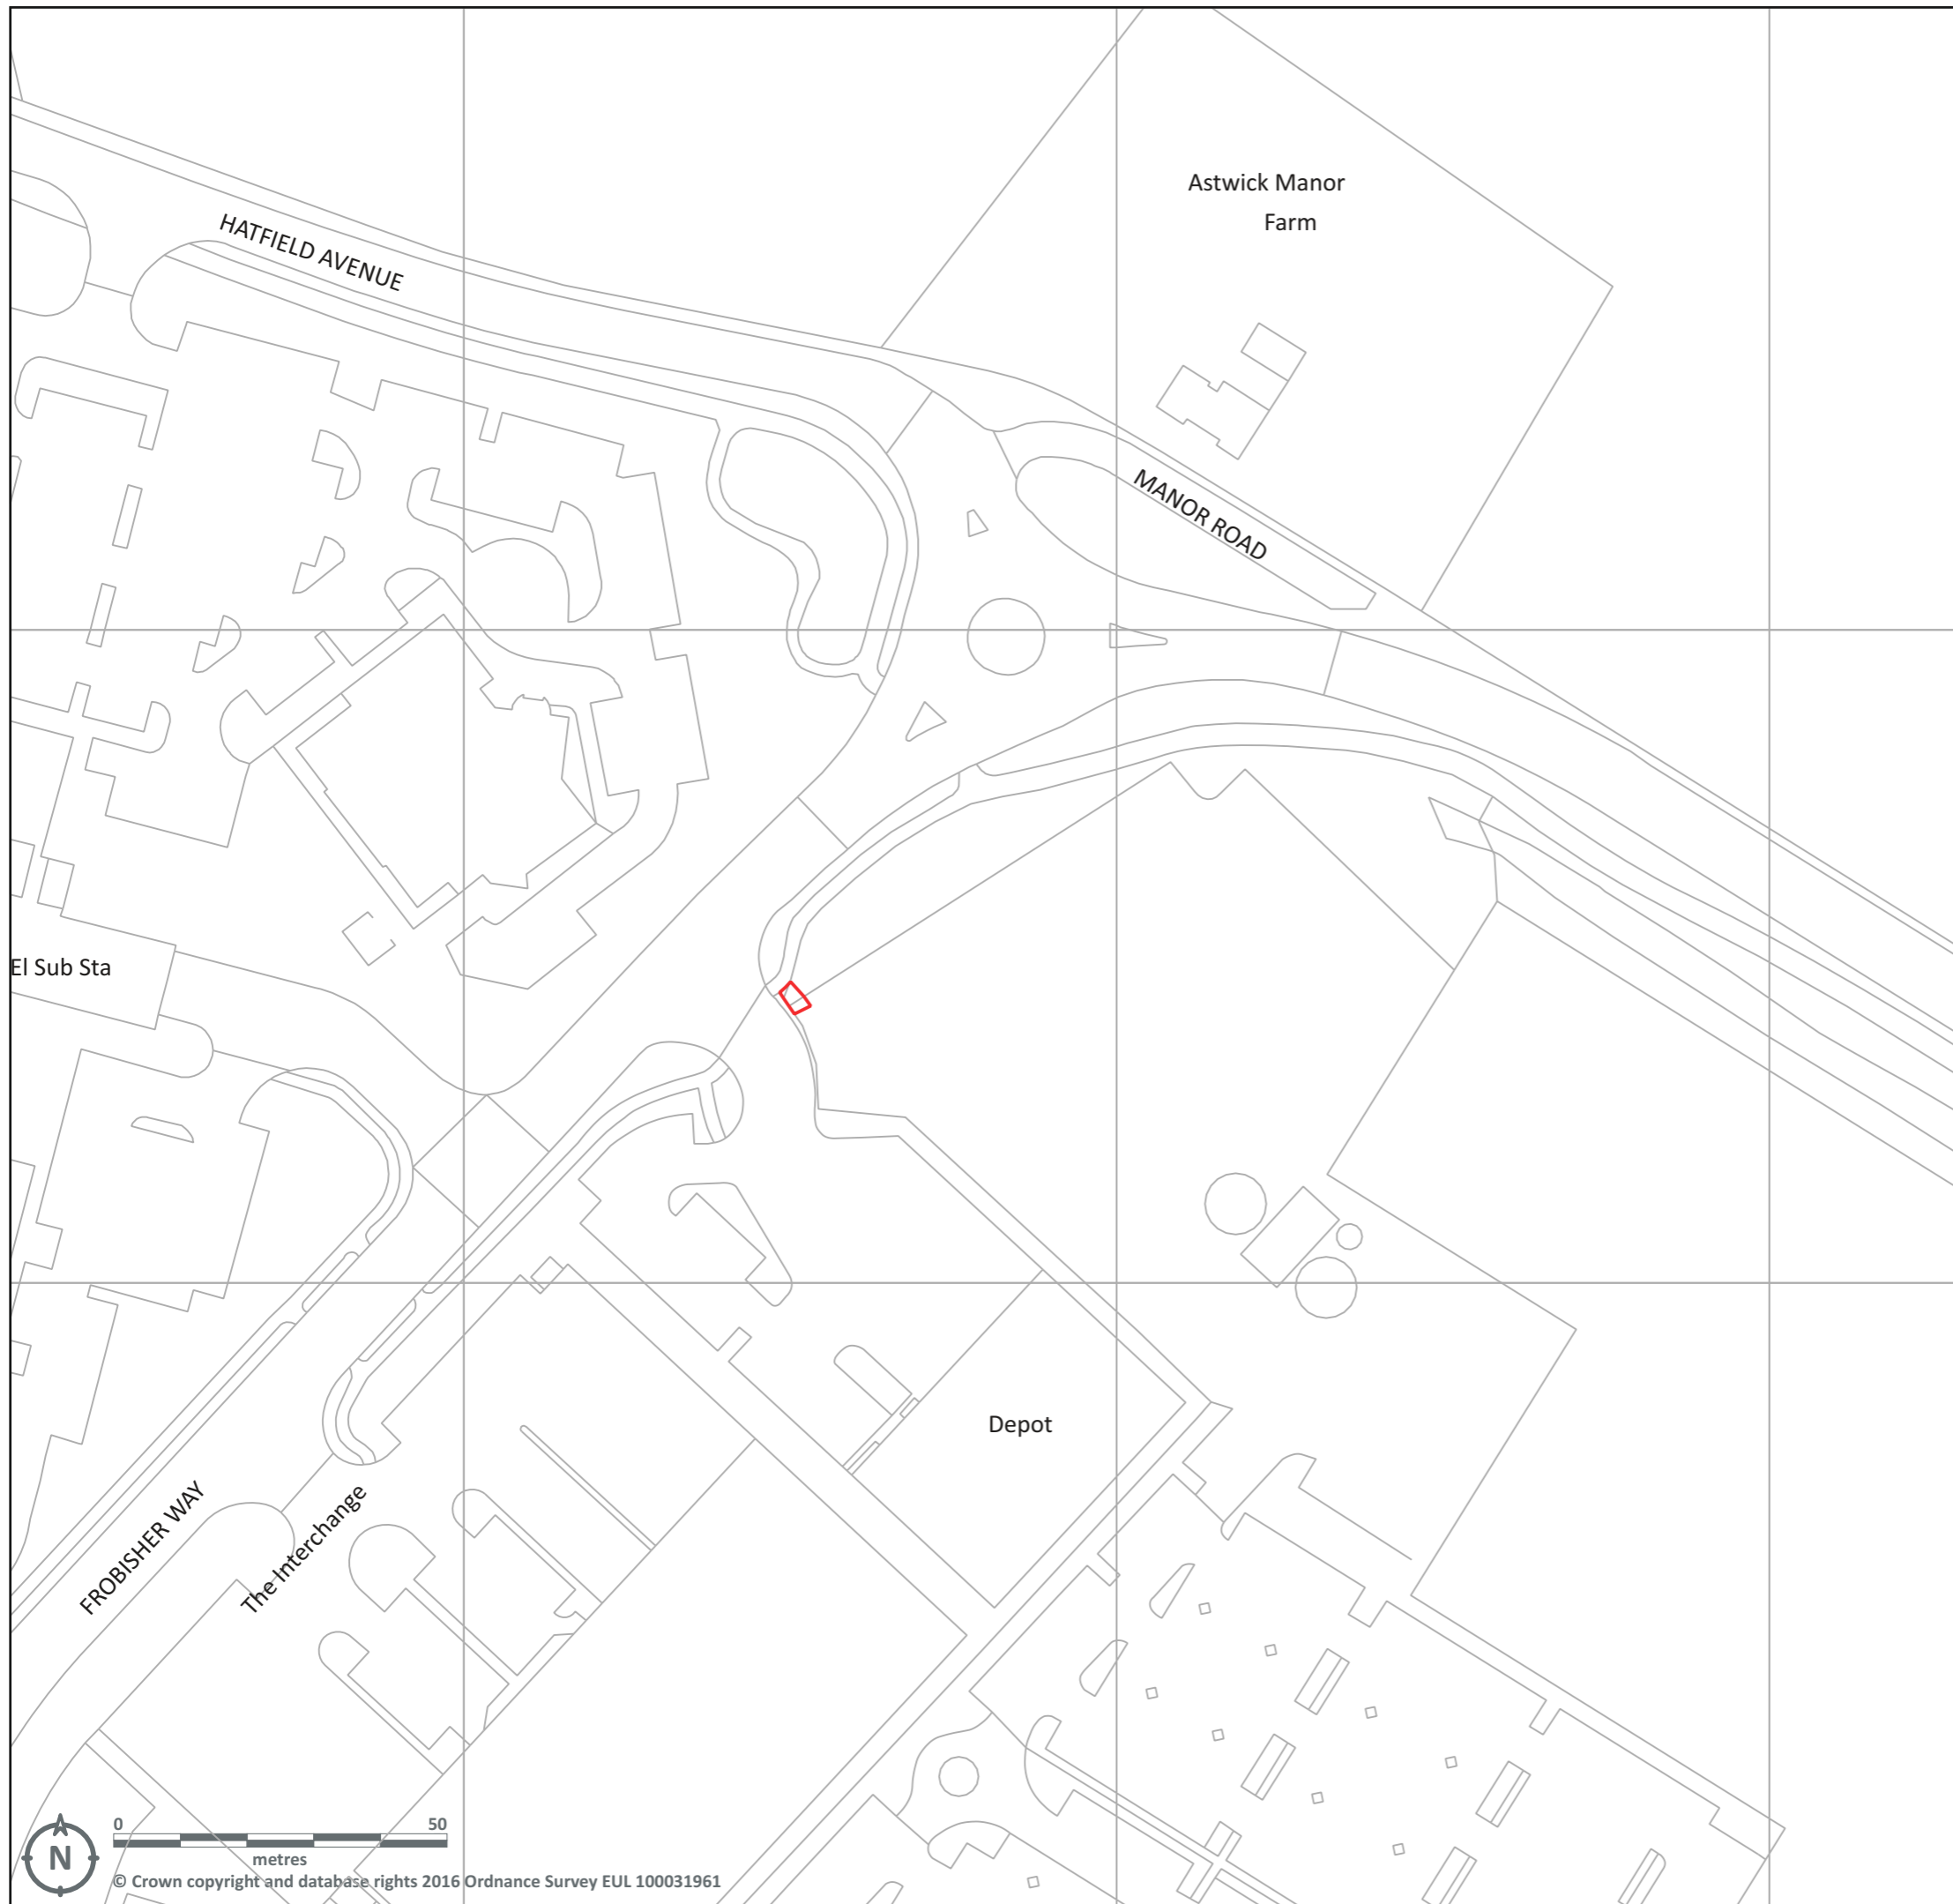 Astwick Manor
Farm
HATFIELD AVENUE
MANOR ROAD
El Sub Sta
Depot
FROBISHER WAY
The Interchange
0 50
metres
N
© Crown copyright and database rights 2016 Ordnance Survey EUL 100031961